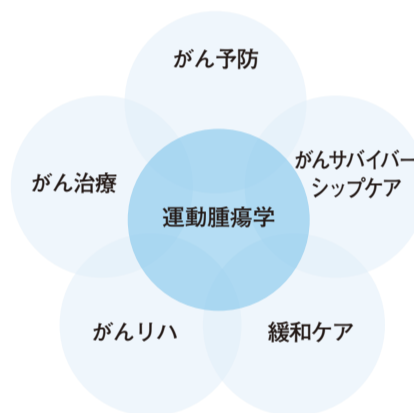 がん予防
がん治療
がんサバイバー
シップケア
運動腫瘍学
がんリハ
緩和ケア